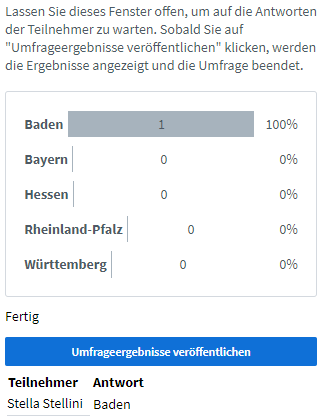 Lassen Sie dieses Fenster offen, um auf die Antworten
der Teilnehmer zu warten. Sobald Sie auf
"Umfrageergebnisse veröffentlichen" klicken, werden
die Ergebnisse angezeigt und die Umfrage beendet.
Baden 1 100%
Bayern 0 0%
Hessen 0 0%
Rheinland-Pfalz 0 0%
Württemberg 0 0%
Fertig
Umfrageergebnisse veröffentlichen
Teilnehmer Antwort
Stella Stellini Baden